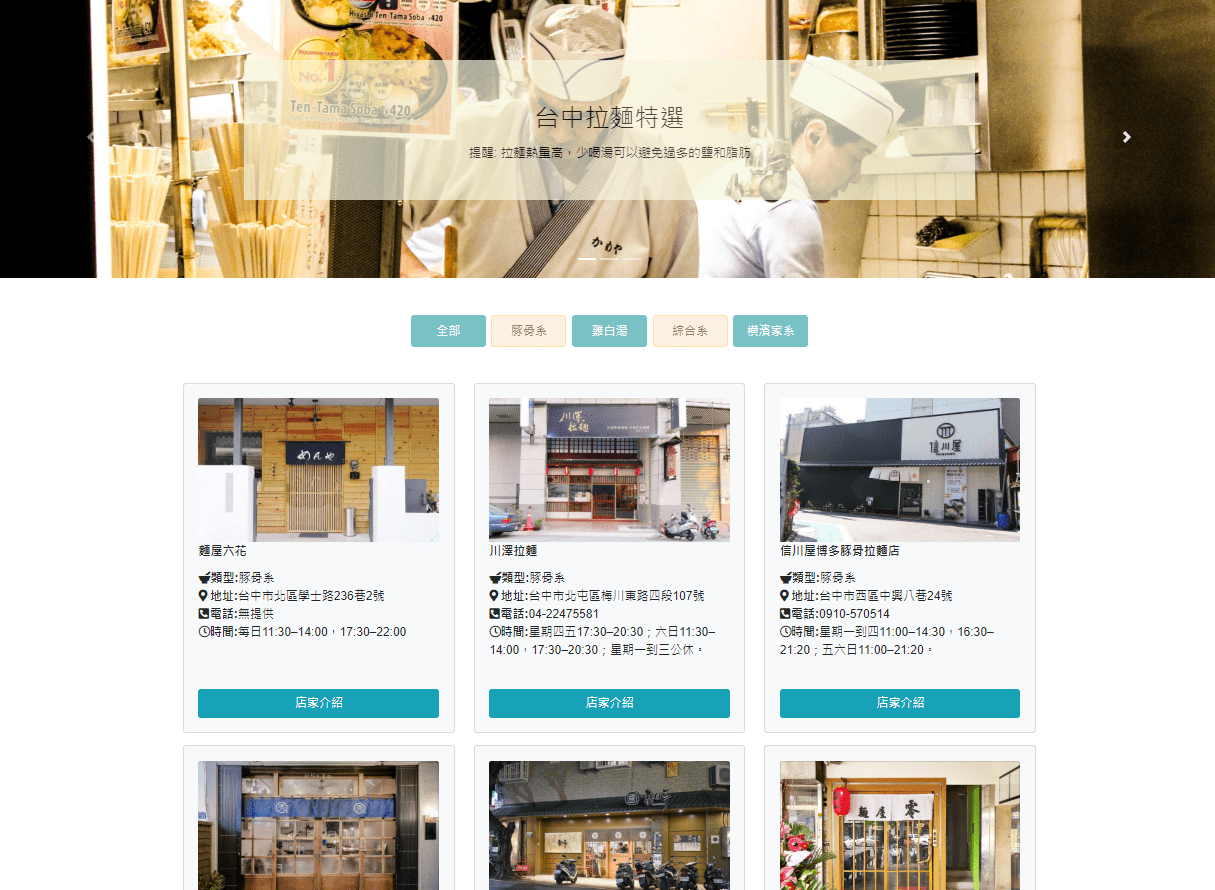 Hiyashi Ten-Tama Soba ¥420
No.1
Ten-Tama Soba ¥420
台中拉麵特選
提醒: 拉麵熱量高，少喝湯可以避免過多的鹽和脂肪
かめや
全部 豚骨系 雞白湯 綜合系 橫濱家系
めんや
川澤
拉麵
信川屋
麵屋六花
類型:豚骨系
地址:台中市北區學士路236巷2號
電話:無提供
時間:每日11:30–14:00，17:30–22:00
店家介紹
川澤拉麵
類型:豚骨系
地址:台中市北屯區梅川東路四段107號
電話:04-22475581
時間:星期四五17:30–20:30；六日11:30–
14:00，17:30–20:30；星期一到三公休。
店家介紹
信川屋博多豚骨拉麵店
類型:豚骨系
地址:台中市西區中興八巷24號
電話:0910-570514
時間:星期一到四11:00–14:30，16:30–
21:20；五六日11:00–21:20。
店家介紹
麵屋 零